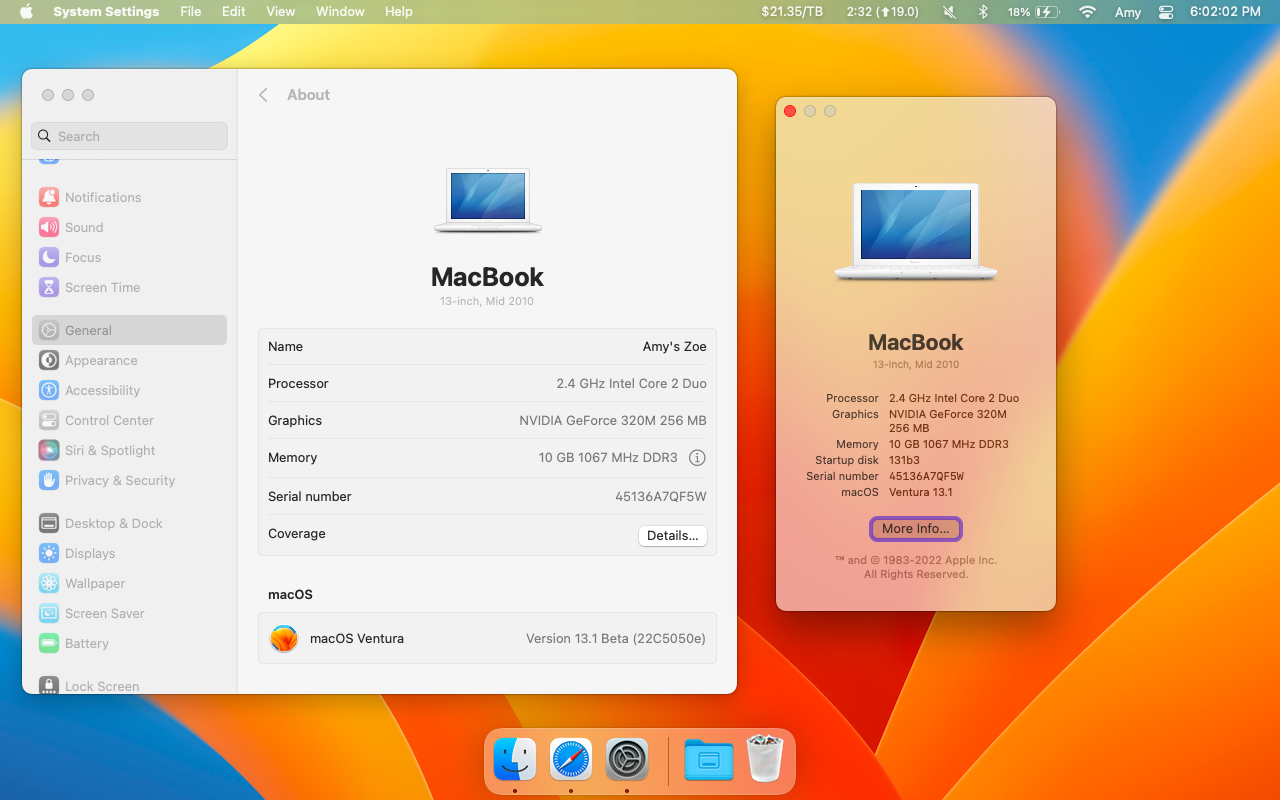 System Settings File Edit View Window Help $21.35/TB 2:32 (⬆19.0) 18% Amy 6:02:02 PM
About
Search
Notifications
Sound
Focus
Screen Time
General
Appearance
Accessibility
Control Center
Siri & Spotlight
Privacy & Security
Desktop & Dock
Displays
Wallpaper
Screen Saver
Battery
Lock Screen
MacBook
13-inch, Mid 2010
Name Amy's Zoe
Processor 2.4 GHz Intel Core 2 Duo
Graphics NVIDIA GeForce 320M 256 MB
Memory 10 GB 1067 MHz DDR3
Serial number 45136A7QF5W
Coverage Details...
macOS
macOS Ventura Version 13.1 Beta (22C5050e)
MacBook
13-inch, Mid 2010
Processor 2.4 GHz Intel Core 2 Duo
Graphics NVIDIA GeForce 320M
256 MB
Memory 10 GB 1067 MHz DDR3
Startup disk 131b3
Serial number 45136A7QF5W
macOS Ventura 13.1
More Info...
™ and © 1983-2022 Apple Inc.
All Rights Reserved.